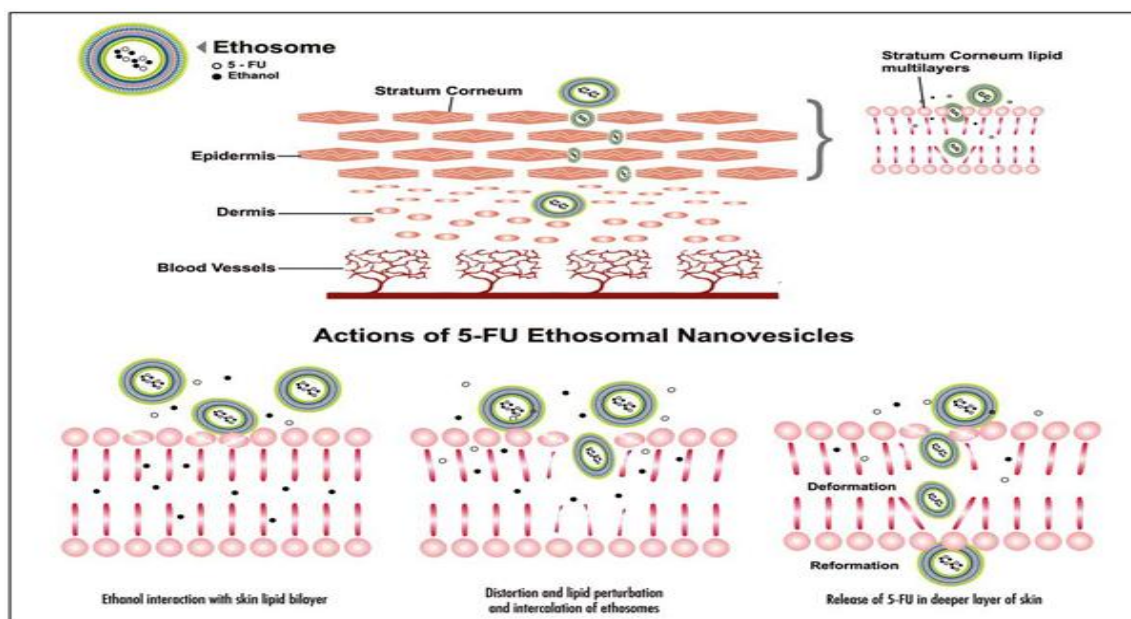 Ethosome
5 - FU
Ethanol
Stratum Corneum
Epidermis
Dermis
Blood Vessels
Stratum Corneum lipid
multilayers
Actions of 5-FU Ethosomal Nanovesicles
Ethanol interaction with skin lipid bilayer
Distortion and lipid perturbation
and intercalation of ethosomes
Deformation
Reformation
Release of 5-FU in deeper layer of skin